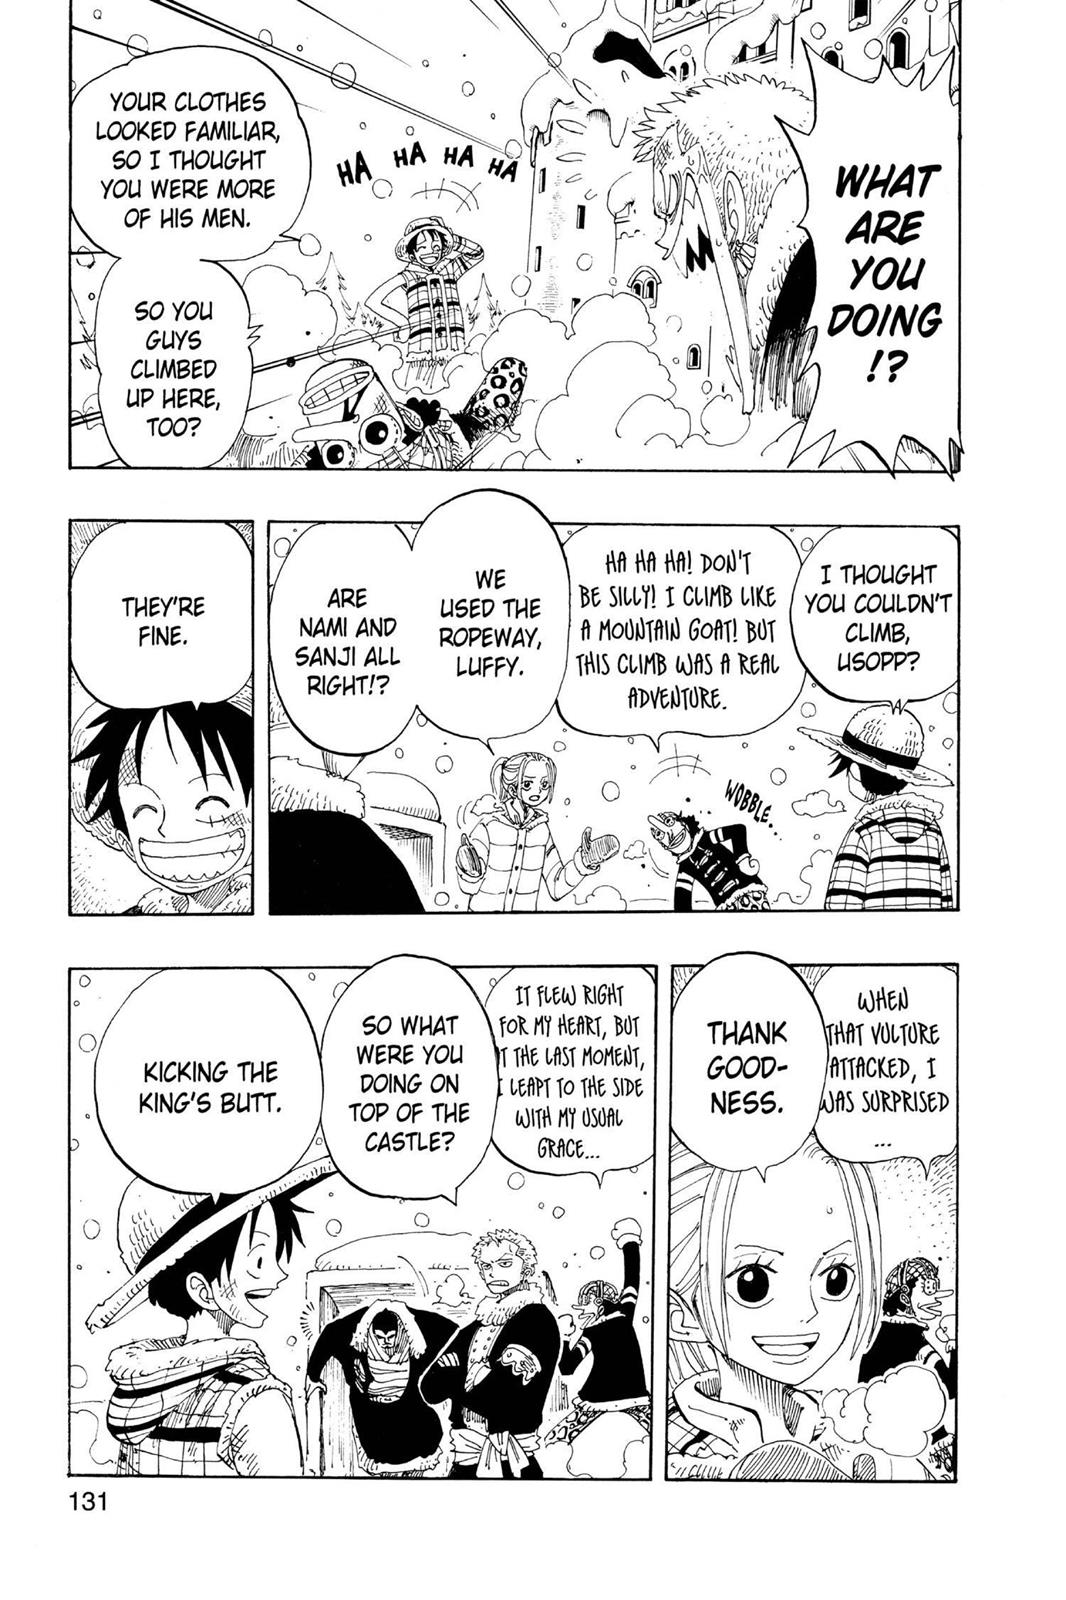 WHAT
ARE
YOU
DOING
!?
HA HA HA HA
YOUR CLOTHES
LOOKED FAMILIAR,
SO I THOUGHT
YOU WERE MORE
OF HIS MEN.
SO YOU
GUYS
CLIMBED
UP HERE,
TOO?
I THOUGHT
YOU COULDN'T
CLIMB,
USOPP?
HA HA HA! DON'T
BE SILLY! I CLIMB LIKE
A MOUNTAIN GOAT! BUT
THIS CLIMB WAS A REAL
ADVENTURE.
WOBBLE...
WE
USED THE
ROPEWAY,
LUFFY.
ARE
NAMI AND
SANJI ALL
RIGHT!?
THEY'RE
FINE.
WHEN
THAT VULTURE
ATTACKED, I
WAS SURPRISED
...
THANK
GOOD-
NESS.
IT FLEW RIGHT
FOR MY HEART, BUT
AT THE LAST MOMENT,
I LEAPT TO THE SIDE
WITH MY USUAL
GRACE...
SO WHAT
WERE YOU
DOING ON
TOP OF THE
CASTLE?
KICKING THE
KING'S BUTT.
131